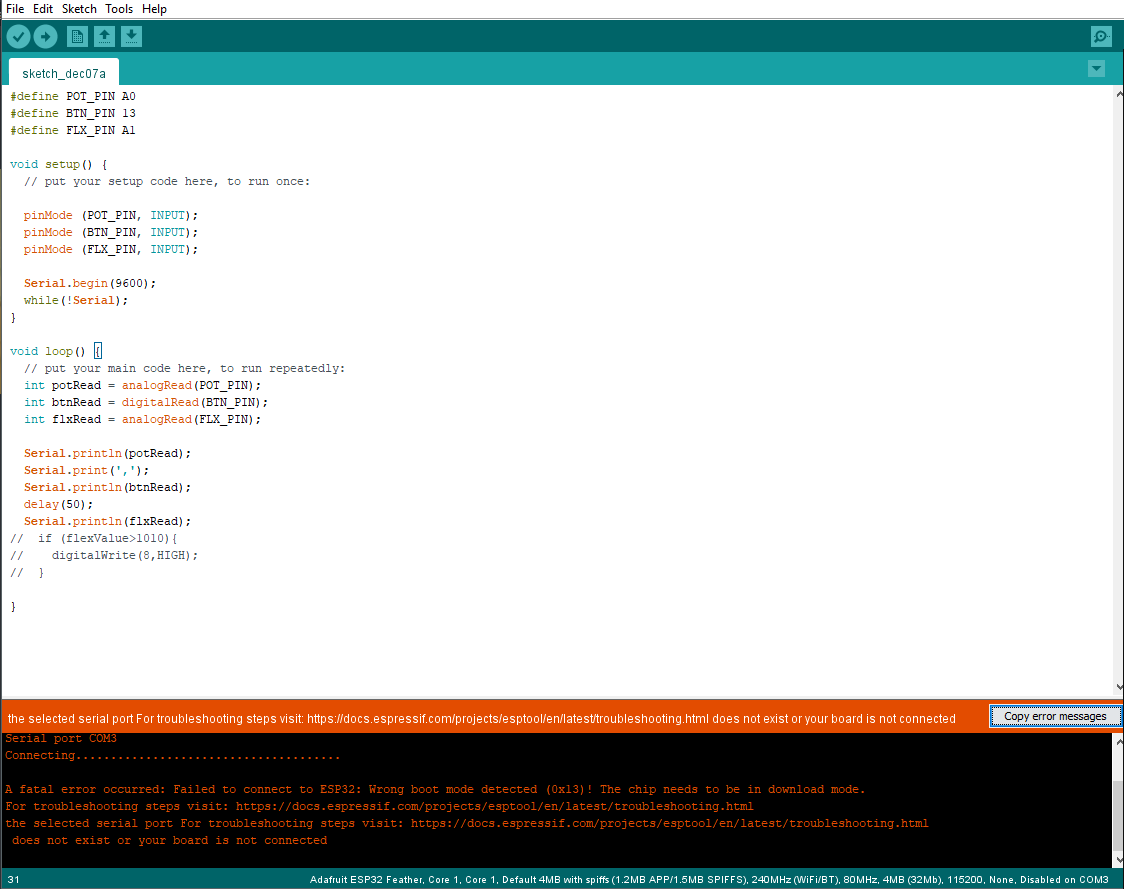 File Edit Sketch Tools Help
sketch_dec07a
#define POT_PIN A0
#define BTN_PIN 13
#define FLX_PIN A1
void setup() {
// put your setup code here, to run once:
pinMode (POT_PIN, INPUT);
pinMode (BTN_PIN, INPUT);
pinMode (FLX_PIN, INPUT);
Serial.begin(9600);
while(!Serial);
}
void loop() {
// put your main code here, to run repeatedly:
int potRead = analogRead(POT_PIN);
int btnRead = digitalRead(BTN_PIN);
int flxRead = analogRead(FLX_PIN);
Serial.println(potRead);
Serial.print(',');
Serial.println(btnRead);
delay(50);
Serial.println(flxRead);
// if (flexValue>1010){
// digitalWrite(8,HIGH);
// }
}
the selected serial port For troubleshooting steps visit: https://docs.espressif.com/projects/esptool/en/latest/troubleshooting.html does not exist or your board is not connected
Copy error messages
Serial port COM3
Connecting......................................
A fatal error occurred: Failed to connect to ESP32: Wrong boot mode detected (0x13)! The chip needs to be in download mode.
For troubleshooting steps visit: https://docs.espressif.com/projects/esptool/en/latest/troubleshooting.html
the selected serial port For troubleshooting steps visit: https://docs.espressif.com/projects/esptool/en/latest/troubleshooting.html
does not exist or your board is not connected
31
Adafruit ESP32 Feather, Core 1, Core 1, Default 4MB with spiffs (1.2MB APP/1.5MB SPIFFS), 240MHz (WiFi/BT), 80MHz, 4MB (32Mb), 115200, None, Disabled on COM3